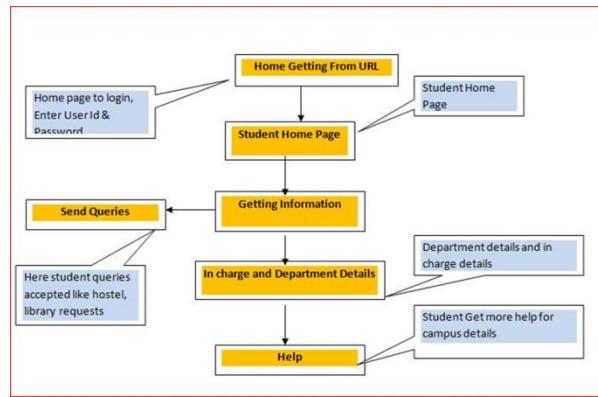 Home Getting From URL
Home page to login,
Enter User Id &
Password
Student Home
Page
Student Home Page
Getting Information
Send Queries
Department details and in
charge details
Here student queries
accepted like hostel,
library requests
In charge and Department Details
Student Get more help for
campus details
Help